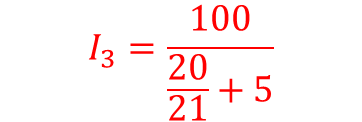 I₃ = 100 / (20/21 + 5)